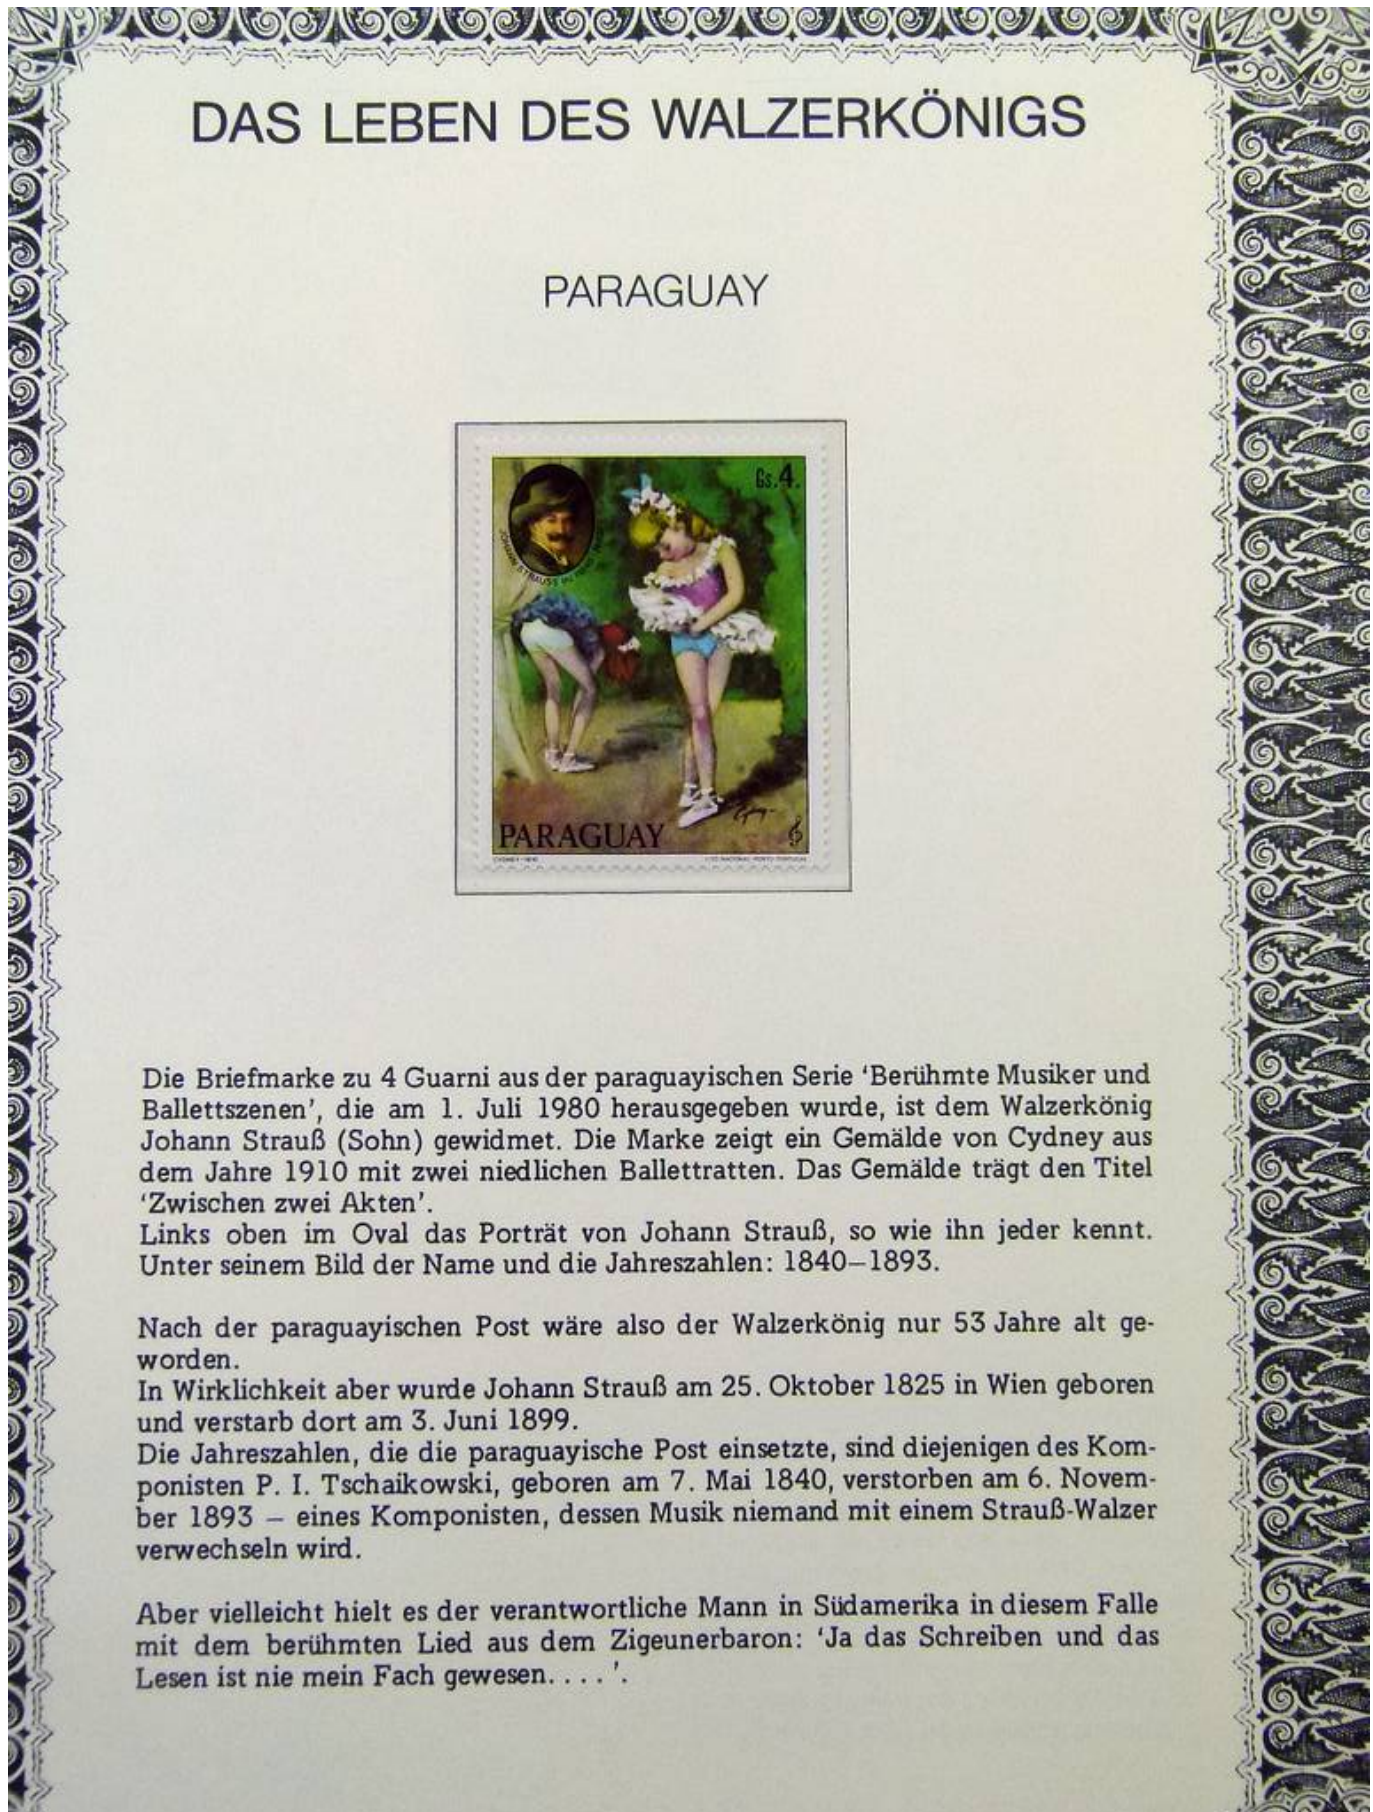 DAS LEBEN DES WALZERKÖNIGS
PARAGUAY
Gs.4.
JOHANN STRAUSS
PARAGUAY
Die Briefmarke zu 4 Guarni aus der paraguayischen Serie ‘Berühmte Musiker und
Ballettszenen’, die am 1. Juli 1980 herausgegeben wurde, ist dem Walzerkönig
Johann Strauß (Sohn) gewidmet. Die Marke zeigt ein Gemälde von Cydney aus
dem Jahre 1910 mit zwei niedlichen Ballettratten. Das Gemälde trägt den Titel
‘Zwischen zwei Akten’.
Links oben im Oval das Porträt von Johann Strauß, so wie ihn jeder kennt.
Unter seinem Bild der Name und die Jahreszahlen: 1840–1893.
Nach der paraguayischen Post wäre also der Walzerkönig nur 53 Jahre alt ge-
worden.
In Wirklichkeit aber wurde Johann Strauß am 25. Oktober 1825 in Wien geboren
und verstarb dort am 3. Juni 1899.
Die Jahreszahlen, die die paraguayische Post einsetzte, sind diejenigen des Kom-
ponisten P. I. Tschaikowski, geboren am 7. Mai 1840, verstorben am 6. Novem-
ber 1893 – eines Komponisten, dessen Musik niemand mit einem Strauß-Walzer
verwechseln wird.
Aber vielleicht hielt es der verantwortliche Mann in Südamerika in diesem Falle
mit dem berühmten Lied aus dem Zigeunerbaron: ‘Ja das Schreiben und das
Lesen ist nie mein Fach gewesen. . . . ’.